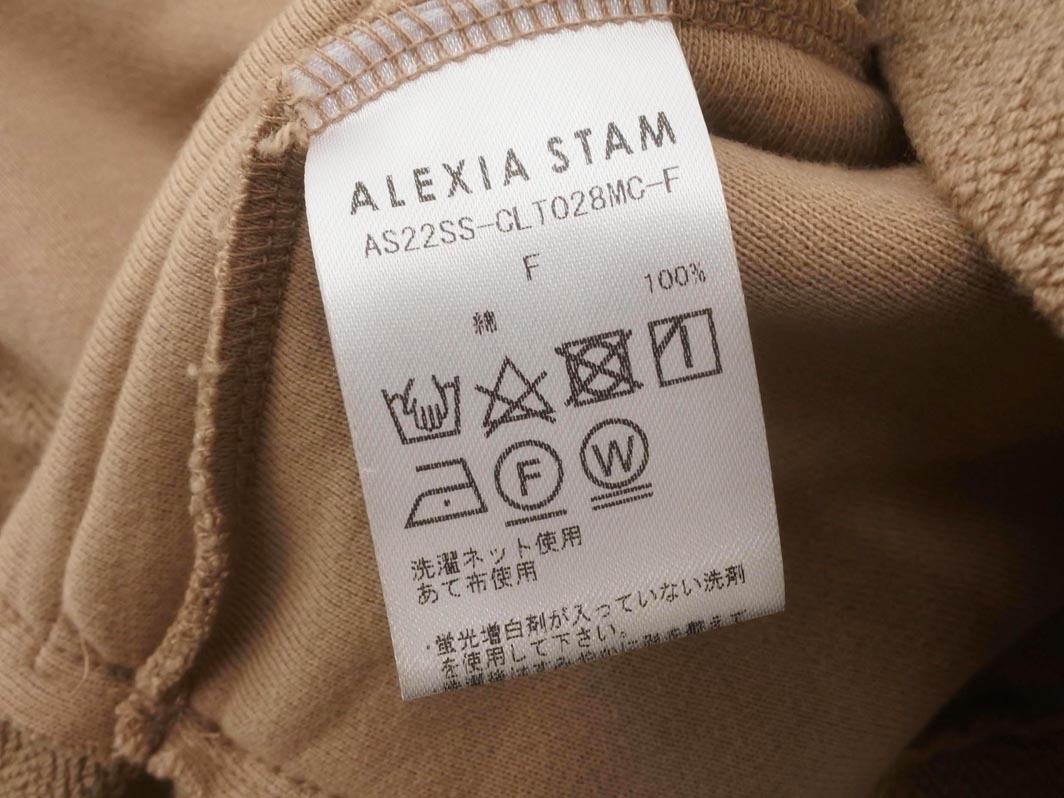 ALEXIA STAM
AS22SS-CLT028MC-F
F
綿 100%
F W
洗濯ネット使用
あて布使用
・蛍光増白剤が入っていない洗剤
を使用して下さい。